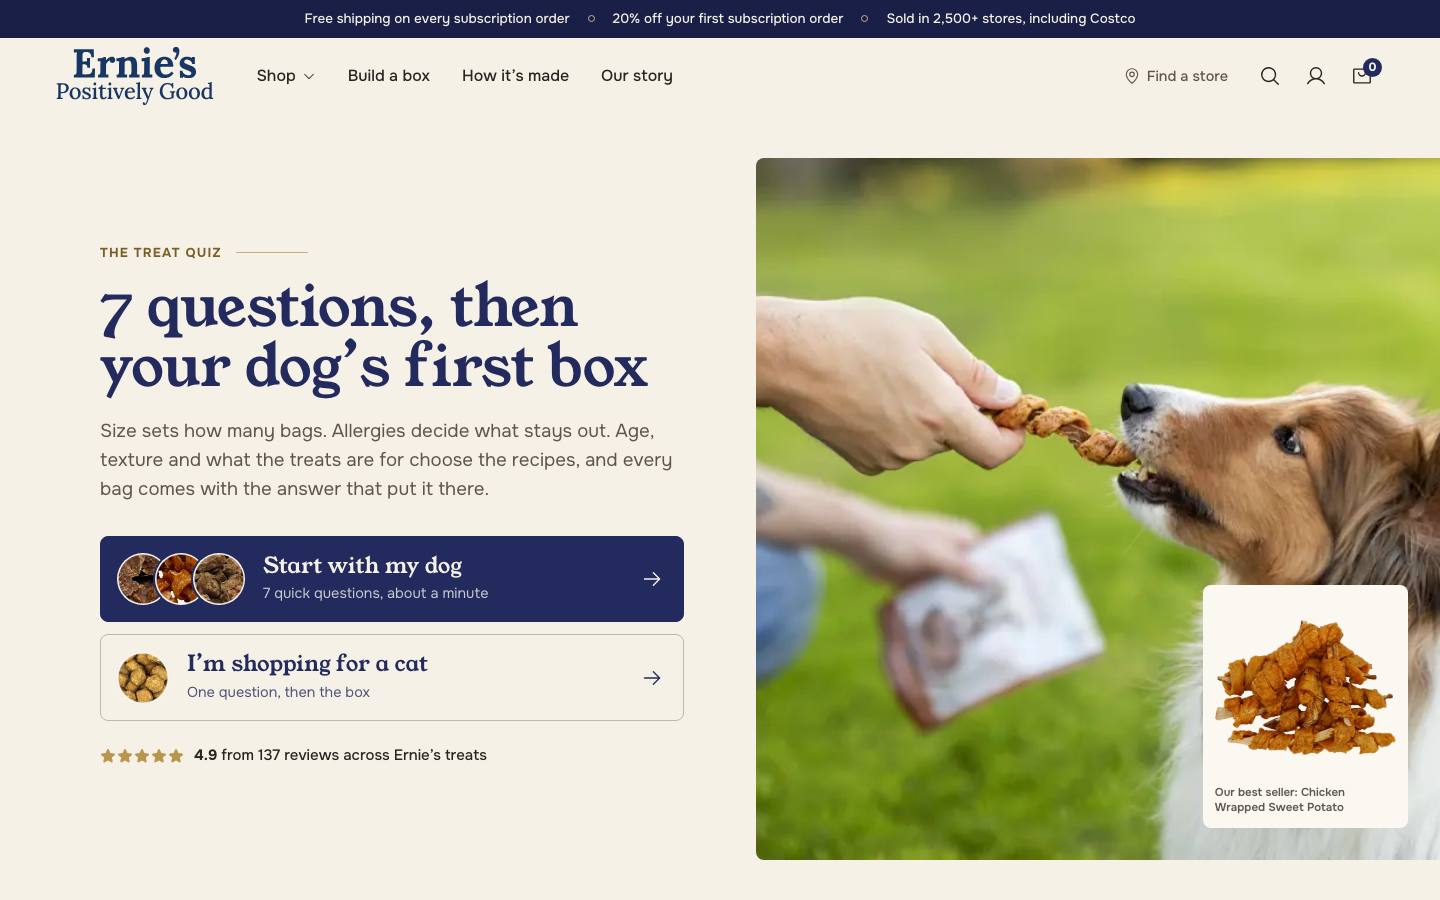 Free shipping on every subscription order
20% off your first subscription order
Sold in 2,500+ stores, including Costco
Ernie's
Positively Good
Shop
Build a box
How it’s made
Our story
Find a store
0
THE TREAT QUIZ
7 questions, then
your dog’s first box
Size sets how many bags. Allergies decide what stays out. Age,
texture and what the treats are for choose the recipes, and every
bag comes with the answer that put it there.
Start with my dog
7 quick questions, about a minute
I’m shopping for a cat
One question, then the box
4.9 from 137 reviews across Ernie’s treats
Our best seller: Chicken
Wrapped Sweet Potato